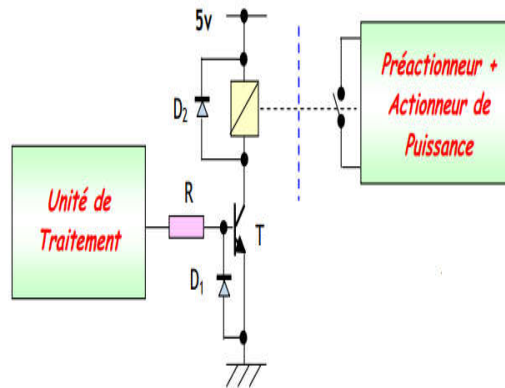 5v
Préactionneur +
Actionneur de
Puissance
D₂
Unité de
Traitement
R
T
D₁